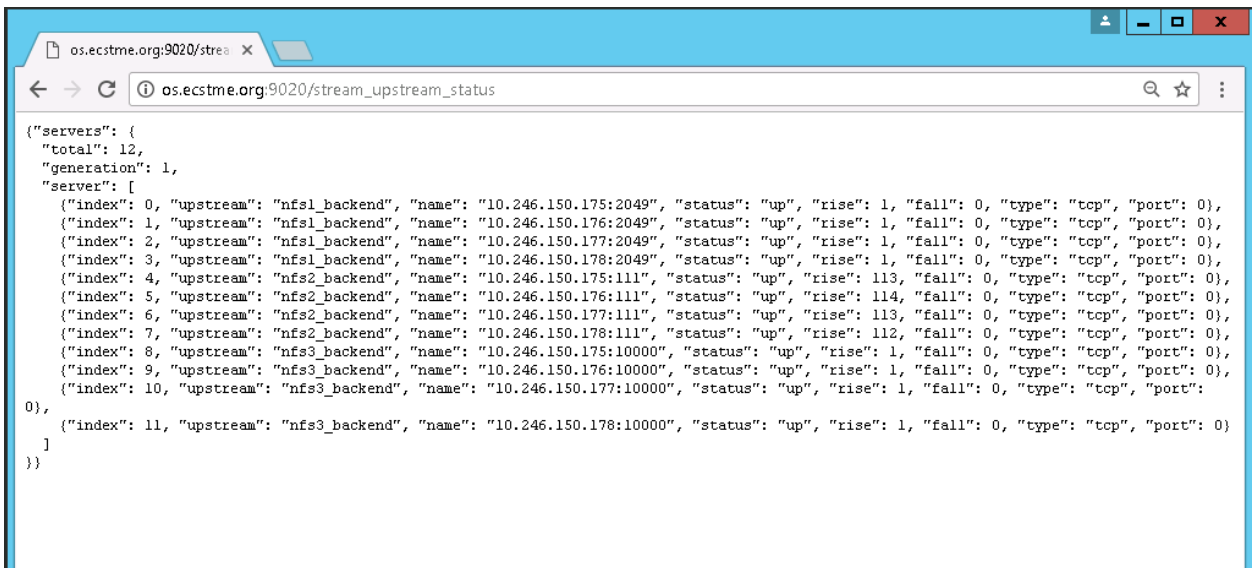 os.ecstme.org:9020/strea
os.ecstme.org:9020/stream_upstream_status
{"servers": {
  "total": 12,
  "generation": 1,
  "server": [
    {"index": 0, "upstream": "nfs1_backend", "name": "10.246.150.175:2049", "status": "up", "rise": 1, "fall": 0, "type": "tcp", "port": 0},
    {"index": 1, "upstream": "nfs1_backend", "name": "10.246.150.176:2049", "status": "up", "rise": 1, "fall": 0, "type": "tcp", "port": 0},
    {"index": 2, "upstream": "nfs1_backend", "name": "10.246.150.177:2049", "status": "up", "rise": 1, "fall": 0, "type": "tcp", "port": 0},
    {"index": 3, "upstream": "nfs1_backend", "name": "10.246.150.178:2049", "status": "up", "rise": 1, "fall": 0, "type": "tcp", "port": 0},
    {"index": 4, "upstream": "nfs2_backend", "name": "10.246.150.175:111", "status": "up", "rise": 113, "fall": 0, "type": "tcp", "port": 0},
    {"index": 5, "upstream": "nfs2_backend", "name": "10.246.150.176:111", "status": "up", "rise": 114, "fall": 0, "type": "tcp", "port": 0},
    {"index": 6, "upstream": "nfs2_backend", "name": "10.246.150.177:111", "status": "up", "rise": 113, "fall": 0, "type": "tcp", "port": 0},
    {"index": 7, "upstream": "nfs2_backend", "name": "10.246.150.178:111", "status": "up", "rise": 112, "fall": 0, "type": "tcp", "port": 0},
    {"index": 8, "upstream": "nfs3_backend", "name": "10.246.150.175:10000", "status": "up", "rise": 1, "fall": 0, "type": "tcp", "port": 0},
    {"index": 9, "upstream": "nfs3_backend", "name": "10.246.150.176:10000", "status": "up", "rise": 1, "fall": 0, "type": "tcp", "port": 0},
    {"index": 10, "upstream": "nfs3_backend", "name": "10.246.150.177:10000", "status": "up", "rise": 1, "fall": 0, "type": "tcp", "port":
0},
    {"index": 11, "upstream": "nfs3_backend", "name": "10.246.150.178:10000", "status": "up", "rise": 1, "fall": 0, "type": "tcp", "port": 0}
  ]
}}